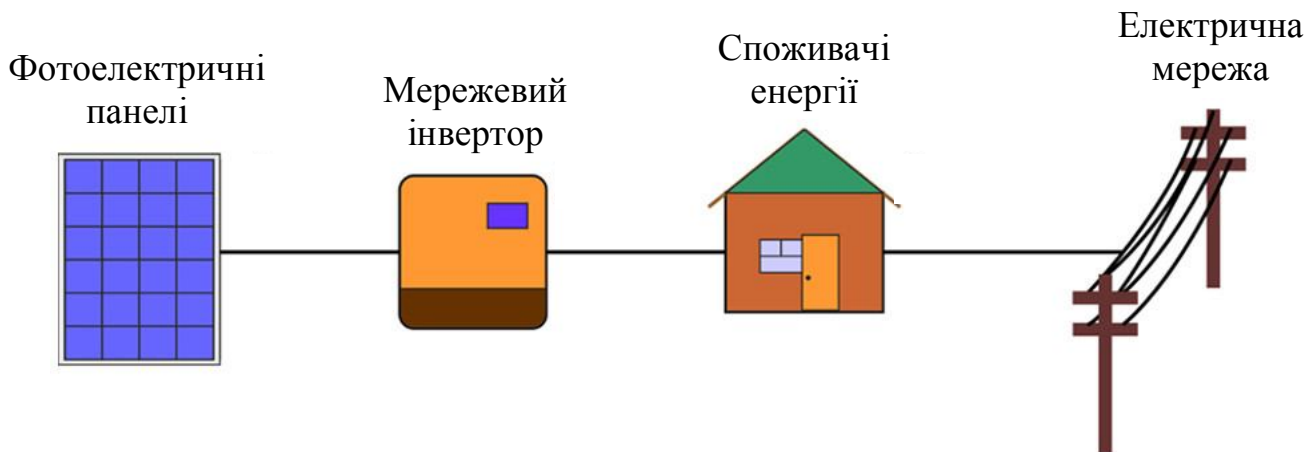 Фотоелектричні
панелі
Мережевий
інвертор
Споживачі
енергії
Електрична
мережа